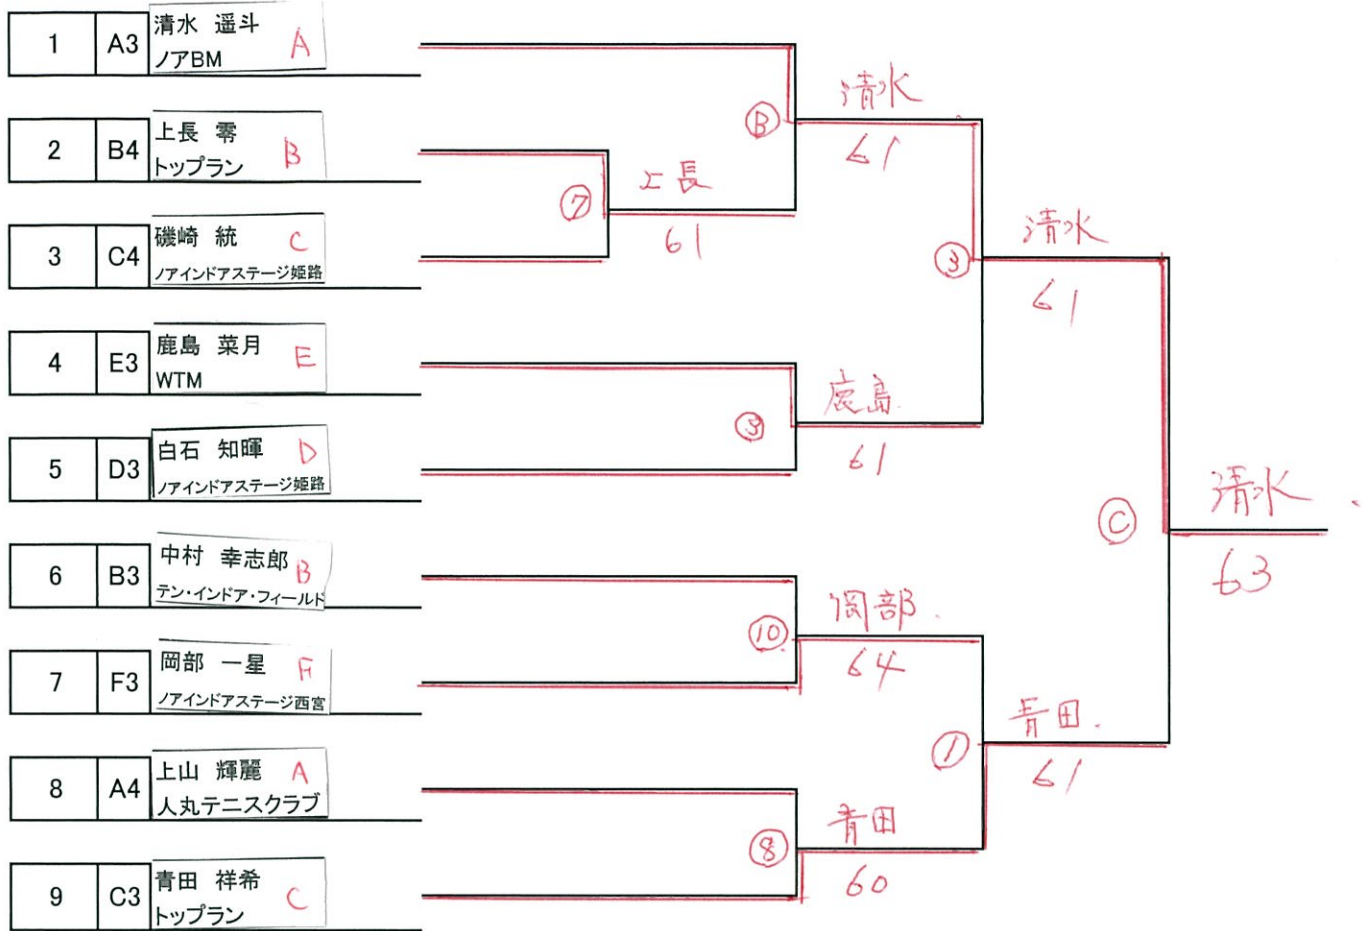 1 A3 清水 遥斗 A
ノアBM
2 B4 上長 零 B
トップラン
3 C4 磯崎 統 C
ノアインドアステージ姫路
4 E3 鹿島 菜月 E
WTM
5 D3 白石 知暉 D
ノアインドアステージ姫路
6 B3 中村 幸志郎 B
テン・インドア・フィールド
7 F3 岡部 一星 F
ノアインドアステージ西宮
8 A4 上山 輝麗 A
人丸テニスクラブ
9 C3 青田 祥希 C
トップラン
⑦ 上長
61
Ⓑ 清水
61
③ 鹿島
61
⑩ 岡部
64
⑧ 青田
60
③ 清水
61
① 青田
61
Ⓒ 清水
63